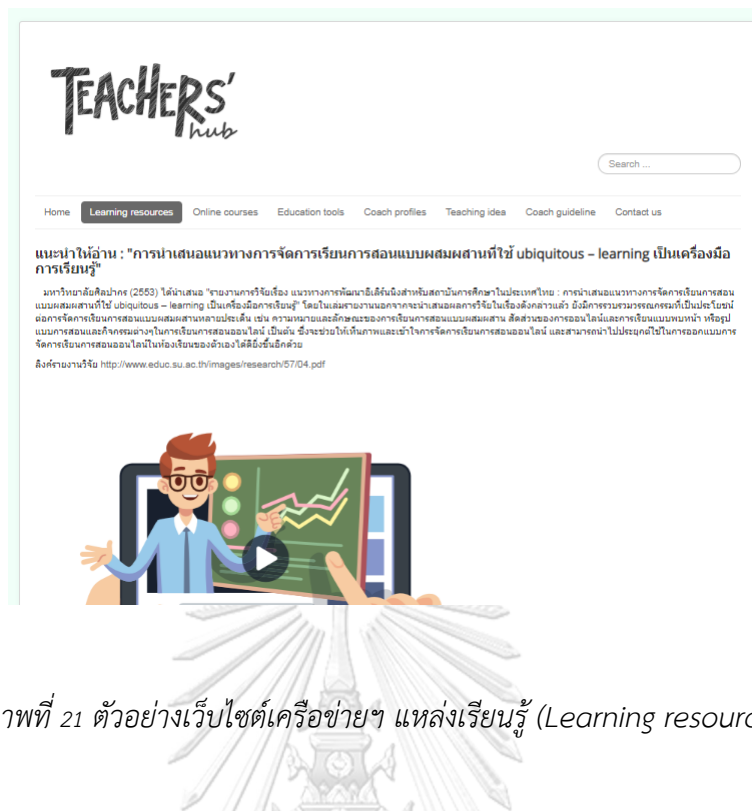 TEACHERS'
hub
Search ...
Home Learning resources Online courses Education tools Coach profiles Teaching idea Coach guideline Contact us
แนะนำให้อ่าน : "การนำเสนอแนวทางการจัดการเรียนการสอนแบบผสมผสานที่ใช้ ubiquitous – learning เป็นเครื่องมือ
การเรียนรู้"
มหาวิทยาลัยศิลปากร (2553) ได้นำเสนอ "รายงานการวิจัยเรื่อง แนวทางการพัฒนาอีเลิร์นนิงสำหรับสถาบันการศึกษาในประเทศไทย : การนำเสนอแนวทางการจัดการเรียนการสอน
แบบผสมผสานที่ใช้ ubiquitous – learning เป็นเครื่องมือการเรียนรู้" โดยในเล่มรายงานนอกจากจะนำเสนอผลการวิจัยในเรื่องดังกล่าวแล้ว ยังมีการรวบรวมวรรณกรรมที่เป็นประโยชน์
ต่อการจัดการเรียนการสอนแบบผสมผสานหลายประเด็น เช่น ความหมายและลักษณะของการเรียนการสอนแบบผสมผสาน สัดส่วนของการออนไลน์และการเรียนแบบพบหน้า หรือรูป
แบบการสอนและกิจกรรมต่างๆในการเรียนการสอนออนไลน์ เป็นต้น ซึ่งจะช่วยให้เห็นภาพและเข้าใจการจัดการเรียนการสอนออนไลน์ และสามารถนำไปประยุกต์ใช้ในการออกแบบการ
จัดการเรียนการสอนออนไลน์ในห้องเรียนของตัวเองได้ดียิ่งขึ้นอีกด้วย
ลิงค์รายงานวิจัย http://www.educ.su.ac.th/images/research/57/04.pdf
าพที่ 21 ตัวอย่างเว็บไซต์เครือข่ายฯ แหล่งเรียนรู้ (Learning resourc